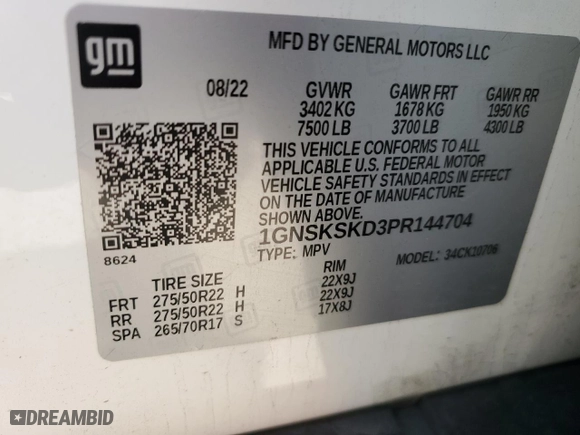 gm
MFD BY GENERAL MOTORS LLC
08/22 GVWR GAWR FRT GAWR RR
3402 KG 1678 KG 1950 KG
7500 LB 3700 LB 4300 LB
THIS VEHICLE CONFORMS TO ALL
APPLICABLE U.S. FEDERAL MOTOR
VEHICLE SAFETY STANDARDS IN EFFECT
ON THE DATE OF MANUFACTURE
SHOWN ABOVE.
1GNSKSKD3PR144704
8624
TYPE: MPV 34CK10706
TIRE SIZE RIM
FRT 275/50R22 H 22X9J
RR 275/50R22 H 22X9J
SPA 265/70R17 S 17X8J
DREAMBID